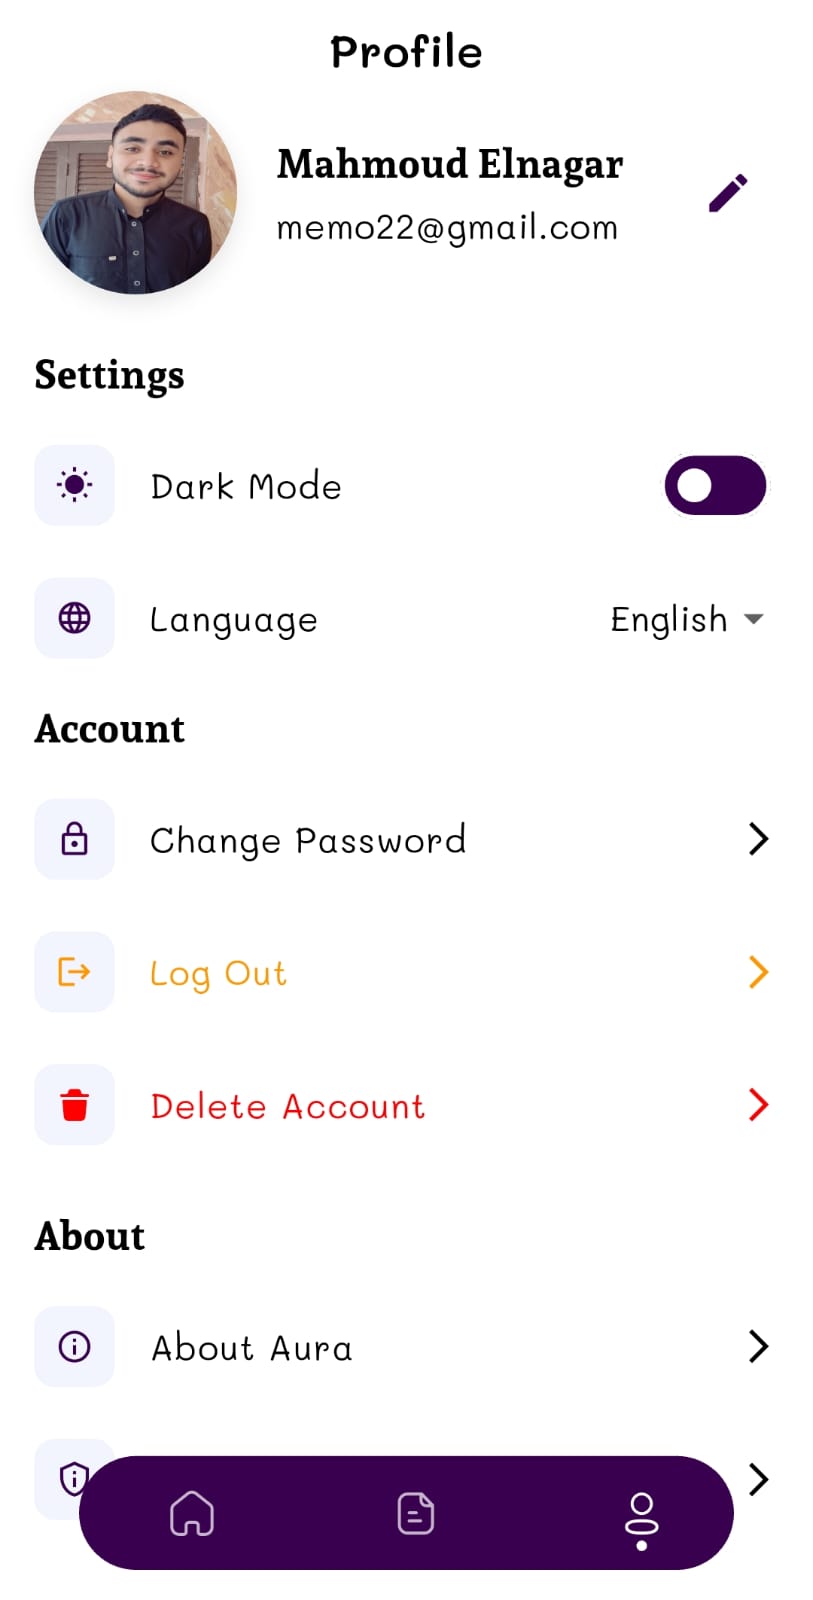 Profile
Mahmoud Elnagar
memo22@gmail.com
Settings
Dark Mode
Language
English
Account
Change Password
Log Out
Delete Account
About
About Aura